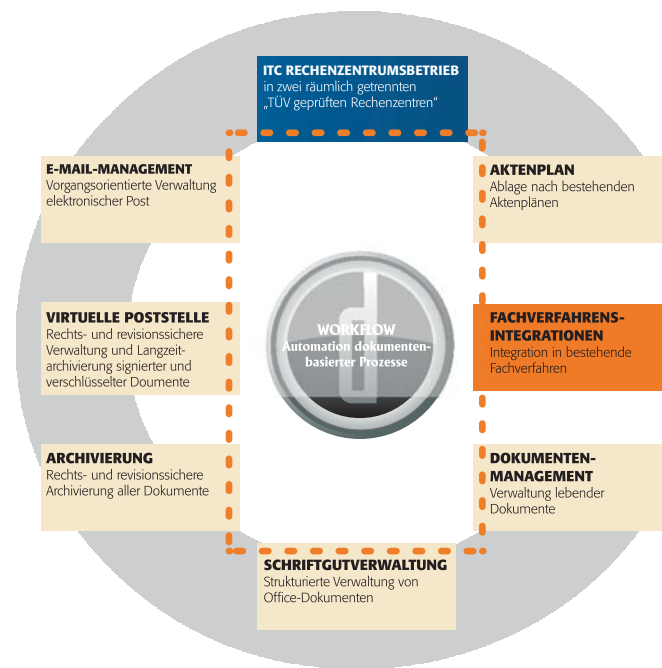 ITC RECHENZENTRUMSBETRIEB
in zwei räumlich getrennten
„TÜV geprüften Rechenzentren“
E-MAIL-MANAGEMENT
Vorgangsorientierte Verwaltung
elektronischer Post
AKTENPLAN
Ablage nach bestehenden
Aktenplänen
VIRTUELLE POSTSTELLE
Rechts- und revisionssichere
Verwaltung und Langzeit-
archivierung signierter und
verschlüsselter Doumente
WORKFLOW
Automation dokumenten-
basierter Prozesse
FACHVERFAHRENS-
INTEGRATIONEN
Integration in bestehende
Fachverfahren
ARCHIVIERUNG
Rechts- und revisionssichere
Archivierung aller Dokumente
DOKUMENTEN-
MANAGEMENT
Verwaltung lebender
Dokumente
SCHRIFTGUTVERWALTUNG
Strukturierte Verwaltung von
Office-Dokumenten